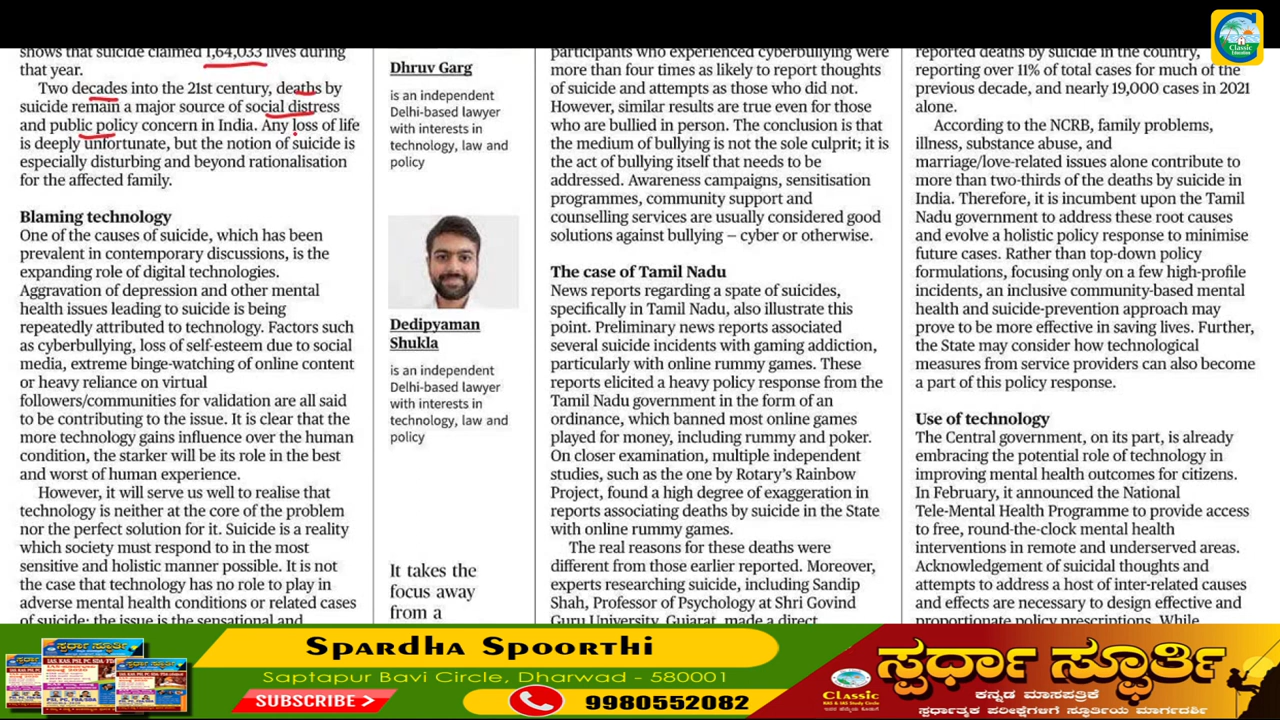 shows that suicide claimed 1,64,033 lives during
that year.
Two decades into the 21st century, deaths by
suicide remain a major source of social distress
and public policy concern in India. Any loss of life
is deeply unfortunate, but the notion of suicide is
especially disturbing and beyond rationalisation
for the affected family.
Blaming technology
One of the causes of suicide, which has been
prevalent in contemporary discussions, is the
expanding role of digital technologies.
Aggravation of depression and other mental
health issues leading to suicide is being
repeatedly attributed to technology. Factors such
as cyberbullying, loss of self-esteem due to social
media, extreme binge-watching of online content
or heavy reliance on virtual
followers/communities for validation are all said
to be contributing to the issue. It is clear that the
more technology gains influence over the human
condition, the starker will be its role in the best
and worst of human experience.
However, it will serve us well to realise that
technology is neither at the core of the problem
nor the perfect solution for it. Suicide is a reality
which society must respond to in the most
sensitive and holistic manner possible. It is not
the case that technology has no role to play in
adverse mental health conditions or related cases
of suicide: the issue is the sensational and
Dhruv Garg
is an independent
Delhi-based lawyer
with interests in
technology, law and
policy
Dedipyaman
Shukla
is an independent
Delhi-based lawyer
with interests in
technology, law and
policy
It takes the
focus away
from a
participants who experienced cyberbullying were
more than four times as likely to report thoughts
of suicide and attempts as those who did not.
However, similar results are true even for those
who are bullied in person. The conclusion is that
the medium of bullying is not the sole culprit; it is
the act of bullying itself that needs to be
addressed. Awareness campaigns, sensitisation
programmes, community support and
counselling services are usually considered good
solutions against bullying – cyber or otherwise.
The case of Tamil Nadu
News reports regarding a spate of suicides,
specifically in Tamil Nadu, also illustrate this
point. Preliminary news reports associated
several suicide incidents with gaming addiction,
particularly with online rummy games. These
reports elicited a heavy policy response from the
Tamil Nadu government in the form of an
ordinance, which banned most online games
played for money, including rummy and poker.
On closer examination, multiple independent
studies, such as the one by Rotary's Rainbow
Project, found a high degree of exaggeration in
reports associating deaths by suicide in the State
with online rummy games.
The real reasons for these deaths were
different from those earlier reported. Moreover,
experts researching suicide, including Sandip
Shah, Professor of Psychology at Shri Govind
Guru University, Gujarat, made a direct
reported deaths by suicide in the country,
reporting over 11% of total cases for much of the
previous decade, and nearly 19,000 cases in 2021
alone.
According to the NCRB, family problems,
illness, substance abuse, and
marriage/love-related issues alone contribute to
more than two-thirds of the deaths by suicide in
India. Therefore, it is incumbent upon the Tamil
Nadu government to address these root causes
and evolve a holistic policy response to minimise
future cases. Rather than top-down policy
formulations, focusing only on a few high-profile
incidents, an inclusive community-based mental
health and suicide-prevention approach may
prove to be more effective in saving lives. Further,
the State may consider how technological
measures from service providers can also become
a part of this policy response.
Use of technology
The Central government, on its part, is already
embracing the potential role of technology in
improving mental health outcomes for citizens.
In February, it announced the National
Tele-Mental Health Programme to provide access
to free, round-the-clock mental health
interventions in remote and underserved areas.
Acknowledgement of suicidal thoughts and
attempts to address a host of inter-related causes
and effects are necessary to design effective and
proportionate policy prescriptions. While
Classic
Education
Spardha Spoorthi
Saptapur Bavi Circle, Dharwad - 580001
SUBSCRIBE
9980552082
ಸ್ಪರ್ಧಾ ಸ್ಫೂರ್ತಿ
Classic
KAS & IAS Study Circle
ಕನ್ನಡ ಮಾಸಪತ್ರಿಕೆ
ಸ್ಪರ್ಧಾತ್ಮಕ ಪರೀಕ್ಷೆಗಳಿಗೆ ಸ್ಫೂರ್ತಿಯ ಮಾರ್ಗದರ್ಶಿ